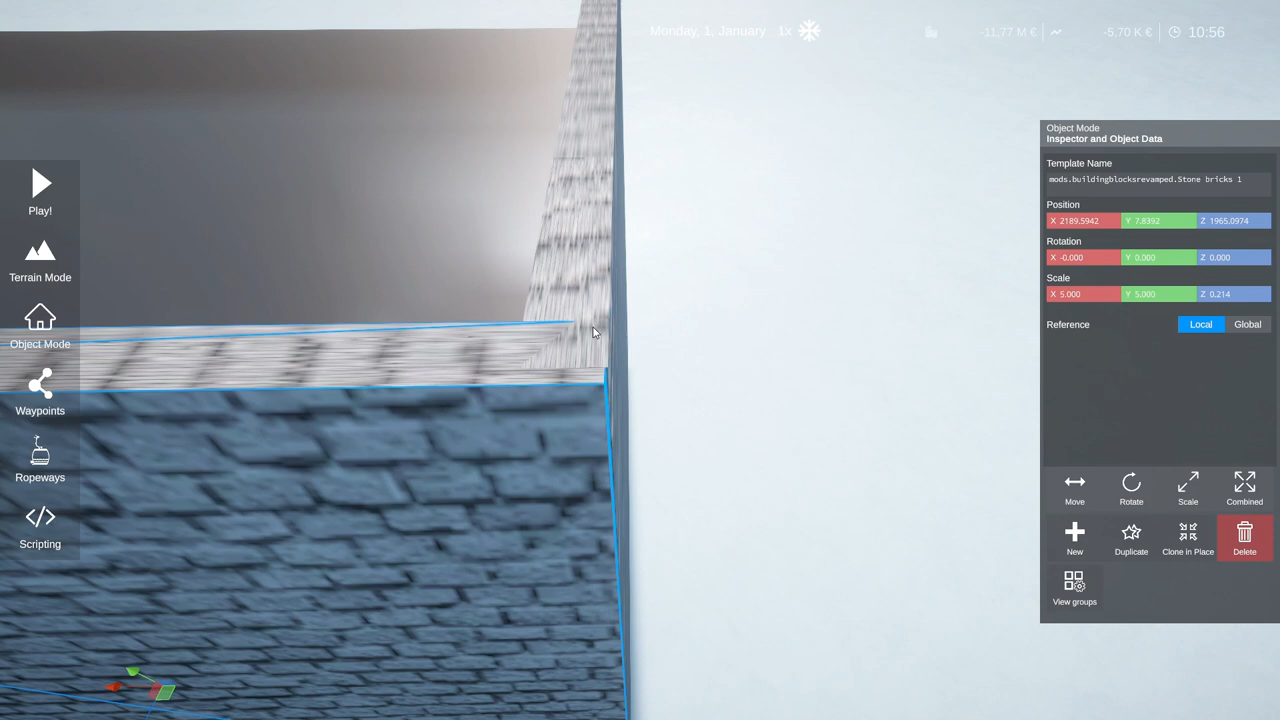 Monday, 1, January 1x -11,77 M € -5,70 K € 10:56
Play!
Terrain Mode
Object Mode
Waypoints
Ropeways
Scripting
Object Mode
Inspector and Object Data
Template Name
mods.buildingblocksrevamped.Stone bricks 1
Position
X 2189.5942 Y 7.8392 Z 1965.0974
Rotation
X -0.000 Y 0.000 Z 0.000
Scale
X 5.000 Y 5.000 Z 0.214
Reference Local Global
Move Rotate Scale Combined
New Duplicate Clone in Place Delete
View groups